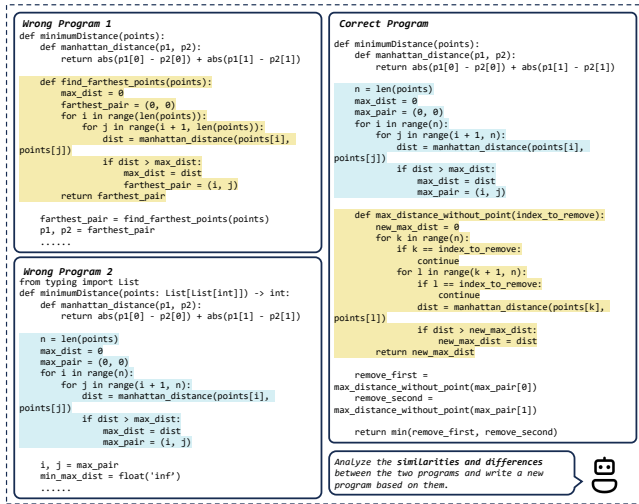 Wrong Program 1
def minimumDistance(points):
    def manhattan_distance(p1, p2):
        return abs(p1[0] - p2[0]) + abs(p1[1] - p2[1])
    def find_farthest_points(points):
        max_dist = 0
        farthest_pair = (0, 0)
        for i in range(len(points)):
            for j in range(i + 1, len(points)):
                dist = manhattan_distance(points[i],
points[j])
                if dist > max_dist:
                    max_dist = dist
                    farthest_pair = (i, j)
        return farthest_pair
    farthest_pair = find_farthest_points(points)
    p1, p2 = farthest_pair
    ......
Wrong Program 2
from typing import List
def minimumDistance(points: List[List[int]]) -> int:
    def manhattan_distance(p1, p2):
        return abs(p1[0] - p2[0]) + abs(p1[1] - p2[1])
    n = len(points)
    max_dist = 0
    max_pair = (0, 0)
    for i in range(n):
        for j in range(i + 1, n):
            dist = manhattan_distance(points[i],
points[j])
            if dist > max_dist:
                max_dist = dist
                max_pair = (i, j)
    i, j = max_pair
    min_max_dist = float('inf')
    ......
Correct Program
def minimumDistance(points):
    def manhattan_distance(p1, p2):
        return abs(p1[0] - p2[0]) + abs(p1[1] - p2[1])
    n = len(points)
    max_dist = 0
    max_pair = (0, 0)
    for i in range(n):
        for j in range(i + 1, n):
            dist = manhattan_distance(points[i],
points[j])
            if dist > max_dist:
                max_dist = dist
                max_pair = (i, j)
    def max_distance_without_point(index_to_remove):
        new_max_dist = 0
        for k in range(n):
            if k == index_to_remove:
                continue
            for l in range(k + 1, n):
                if l == index_to_remove:
                    continue
                dist = manhattan_distance(points[k],
points[l])
                if dist > new_max_dist:
                    new_max_dist = dist
        return new_max_dist
    remove_first =
max_distance_without_point(max_pair[0])
    remove_second =
max_distance_without_point(max_pair[1])
    return min(remove_first, remove_second)
Analyze the similarities and differences
between the two programs and write a new
program based on them.